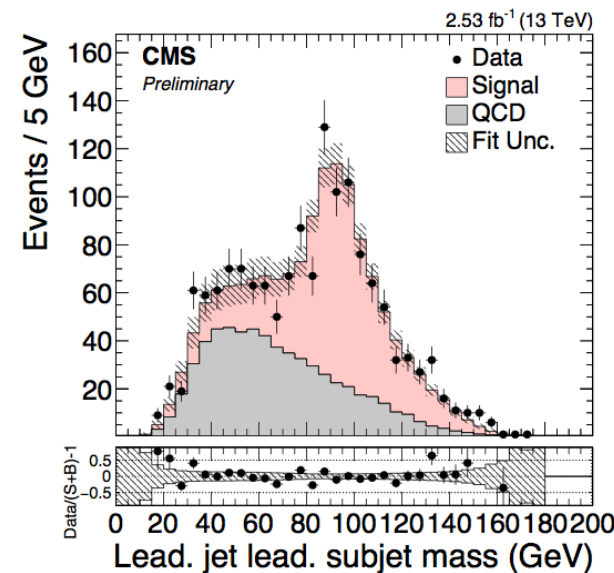 2.53 fb⁻¹ (13 TeV)
CMS
Preliminary
Data
Signal
QCD
Fit Unc.
Events / 5 GeV
160
140
120
100
80
60
40
20
Data/(S+B)-1
0.5
0
−0.5
0 20 40 60 80 100 120 140 160 180 200
Lead. jet lead. subjet mass (GeV)